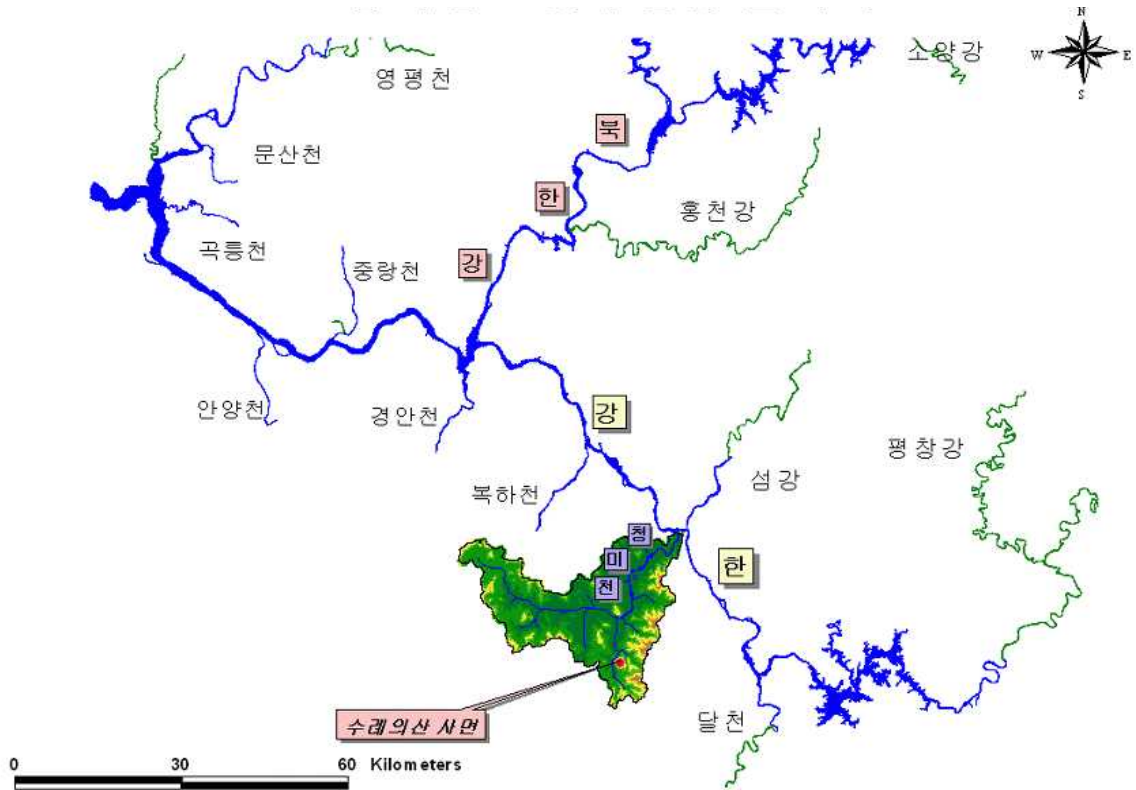 N
W E
S
영평천
소양강
문산천
북
한
강
홍천강
곡릉천
중랑천
안양천
경안천
강
복하천
섬강
평창강
청
미
천
한
달천
수레의산 사면
0 30 60 Kilometers